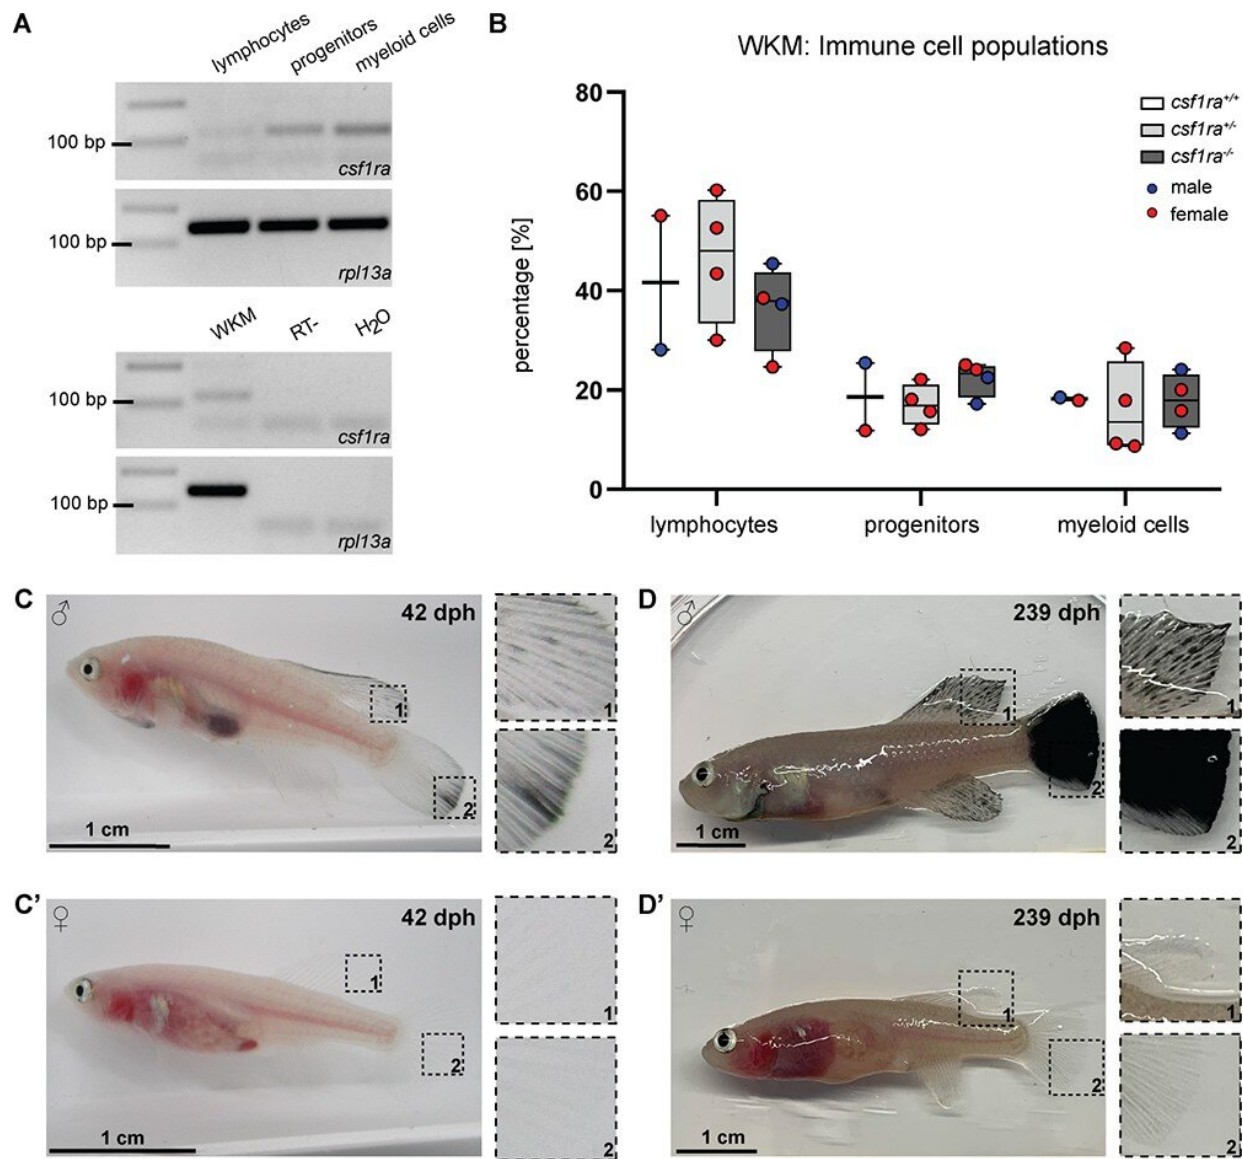 A
lymphocytes
progenitors
myeloid cells
100 bp
csf1ra
100 bp
rpl13a
WKM
RT-
H2O
100 bp
csf1ra
100 bp
rpl13a
B
WKM: Immune cell populations
percentage [%]
80
60
40
20
0
lymphocytes
progenitors
myeloid cells
csf1ra+/+
csf1ra+/-
csf1ra-/-
male
female
C
♂
42 dph
1
2
1 cm
1
2
D
♂
239 dph
1
2
1 cm
1
2
C'
♀
42 dph
1
2
1 cm
1
2
D'
♀
239 dph
1
2
1 cm
1
2